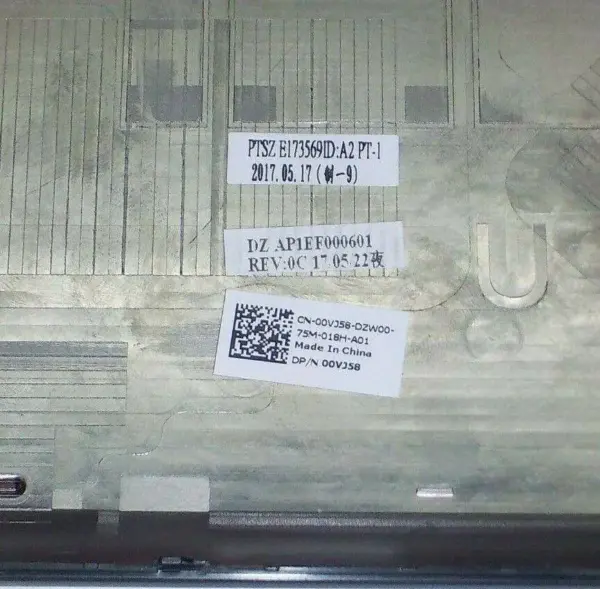 PTSZ E173569ID:A2 PT-1
2017.05.17 (树-9)
DZ AP1EF000601
REV:0C 17.05.22夜
CN-00VJ58-DZW00-
75M-018H-A01
Made In China
DP/N 00VJ58